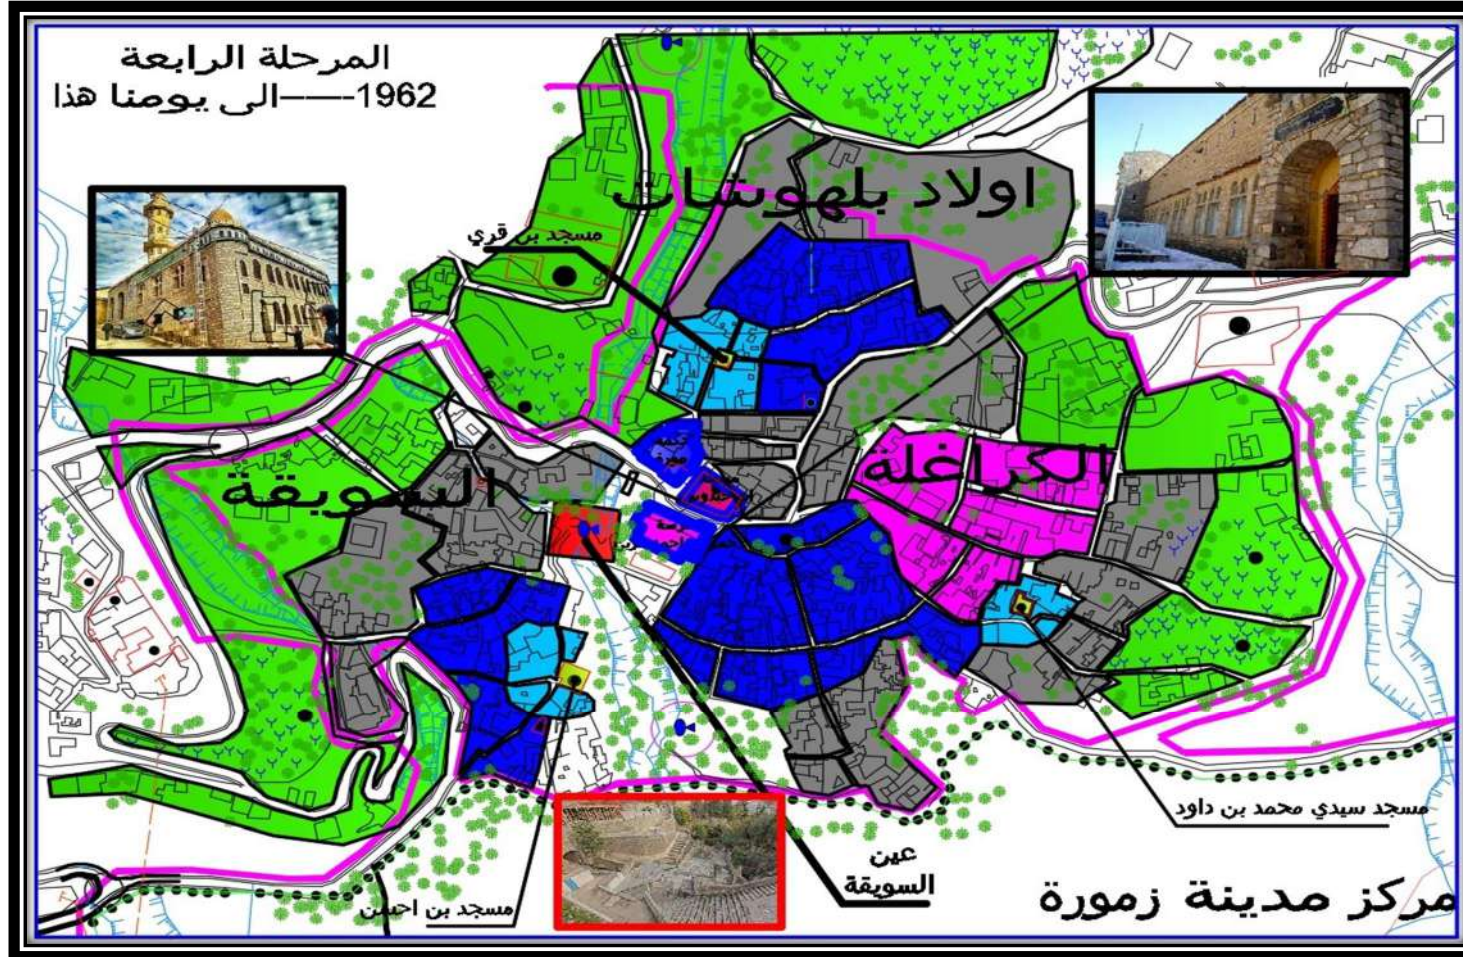 المرحلة الرابعة
1962-----الى يومنا هذا
اولاد بلهوشات
مسجد بن قري
الكراغلة
السويقة
مسجد سيدي محمد بن داود
عين
السويقة
مسجد بن احسن
مركز مدينة زمورة